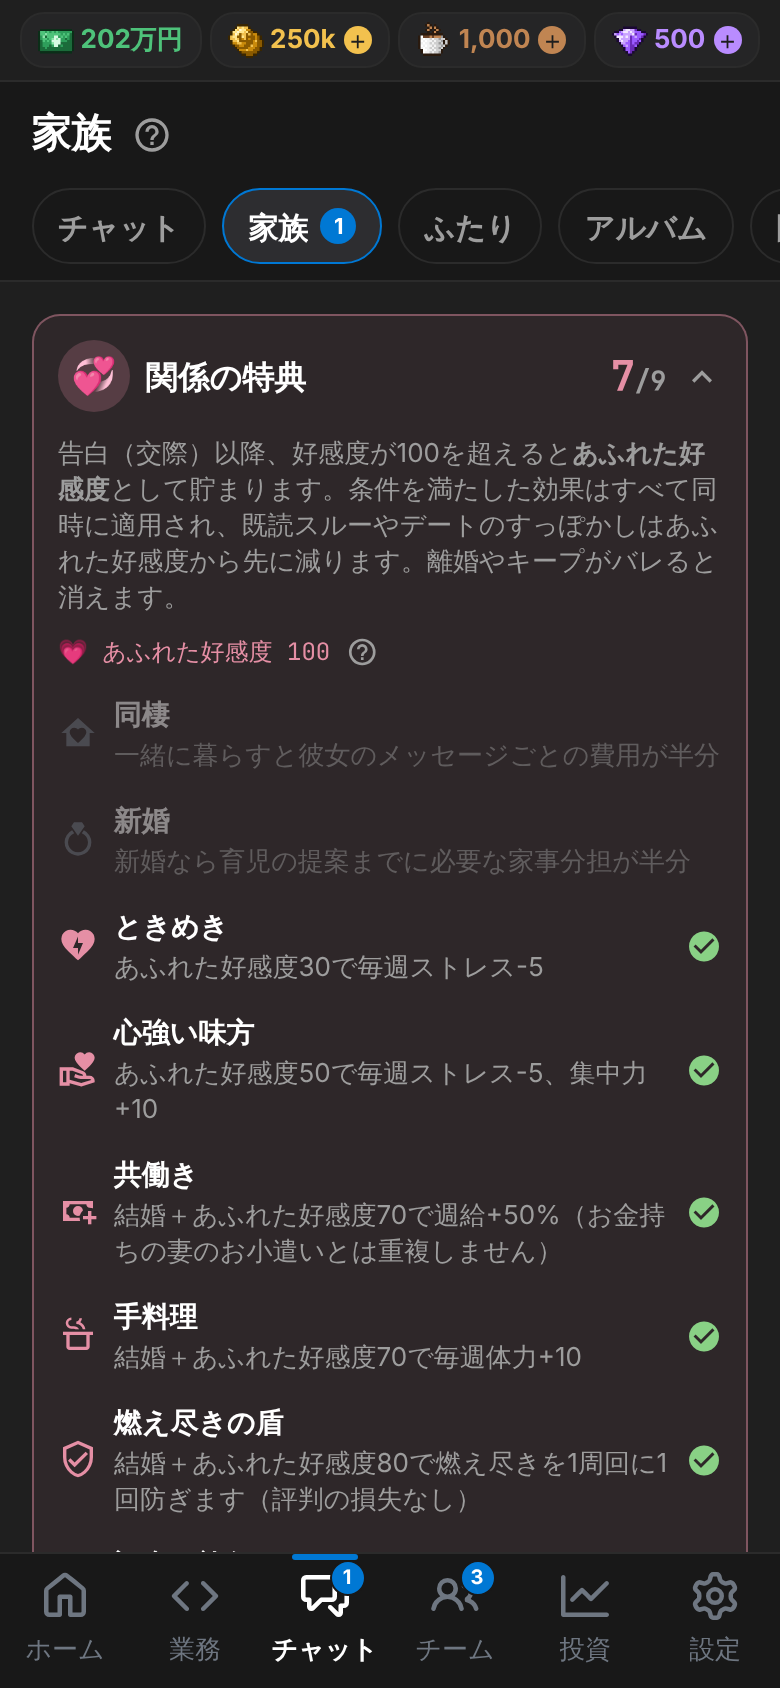 202万円 250k 1,000 500
家族
チャット 家族 1 ふたり アルバム
関係の特典 7/9
告白（交際）以降、好感度が100を超えるとあふれた好
感度として貯まります。条件を満たした効果はすべて同
時に適用され、既読スルーやデートのすっぽかしはあふ
れた好感度から先に減ります。離婚やキープがバレると
消えます。
あふれた好感度 100
同棲
一緒に暮らすと彼女のメッセージごとの費用が半分
新婚
新婚なら育児の提案までに必要な家事分担が半分
ときめき
あふれた好感度30で毎週ストレス-5
心強い味方
あふれた好感度50で毎週ストレス-5、集中力
+10
共働き
結婚＋あふれた好感度70で週給+50%（お金持
ちの妻のお小遣いとは重複しません）
手料理
結婚＋あふれた好感度70で毎週体力+10
燃え尽きの盾
結婚＋あふれた好感度80で燃え尽きを1周回に1
回防ぎます（評判の損失なし）
1 3
ホーム 業務 チャット チーム 投資 設定